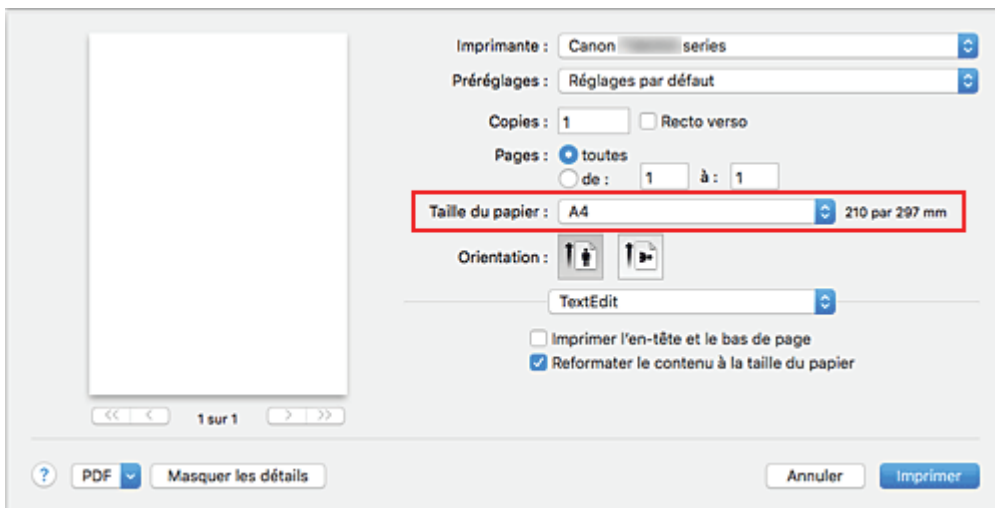 Imprimante : Canon series
Préréglages : Réglages par défaut
Copies : 1 Recto verso
Pages : toutes
de : 1 à : 1
Taille du papier : A4 210 par 297 mm
Orientation :
TextEdit
Imprimer l'en-tête et le bas de page
Reformater le contenu à la taille du papier
<< < 1 sur 1 > >>
? PDF Masquer les détails Annuler Imprimer